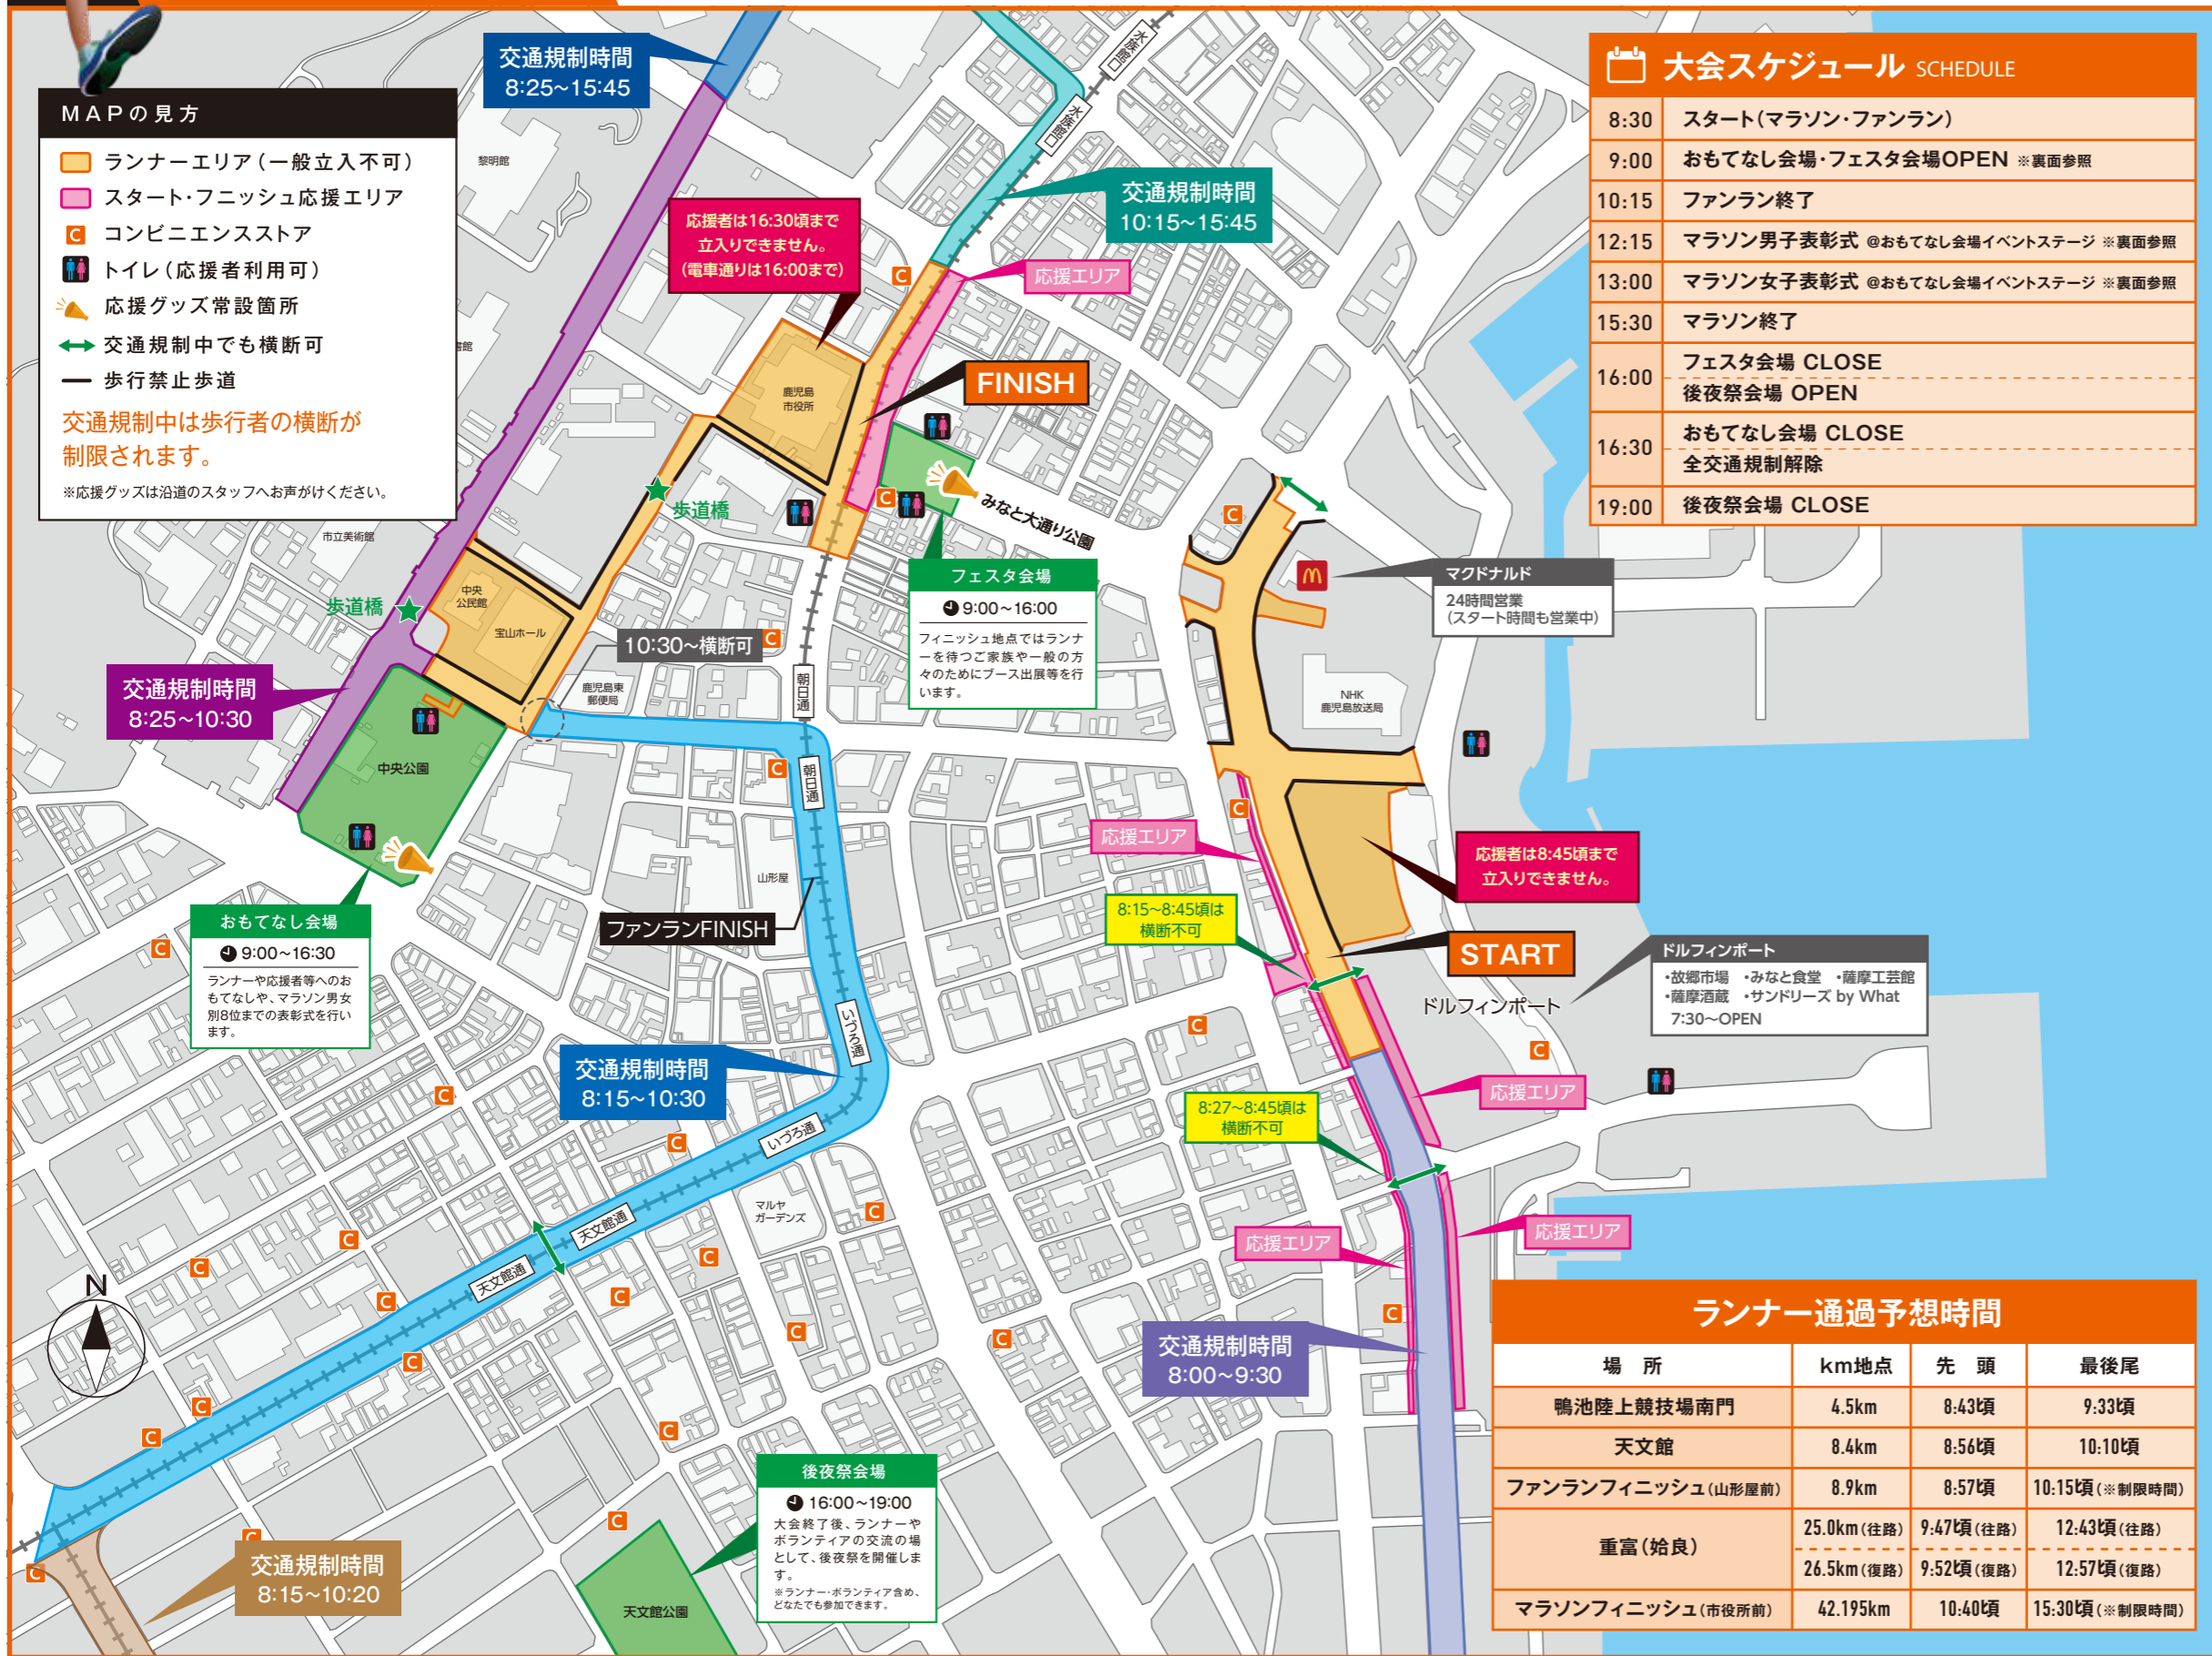 MAPの見方
ランナーエリア(一般立入不可)
スタート・フニッシュ応援エリア
コンビニエンスストア
トイレ(応援者利用可)
応援グッズ常設箇所
交通規制中でも横断可
歩行禁止歩道
交通規制中は歩行者の横断が
制限されます。
※応援グッズは沿道のスタッフへお声がけください。
交通規制時間
8:25~15:45
黎明館
書館
水族館口
水族館口
交通規制時間
10:15~15:45
応援者は16:30頃まで
立入りできません。
(電車通りは16:00まで)
応援エリア
FINISH
鹿児島
市役所
歩道橋
みなと大通り公園
市立美術館
中央
公民館
宝山ホール
歩道橋
10:30~横断可
鹿児島東
郵便局
朝日通
朝日通
フェスタ会場
9:00~16:00
フィニッシュ地点ではランナ
ーを待つご家族や一般の方
々のためにブース出展等を行
います。
マクドナルド
24時間営業
(スタート時間も営業中)
NHK
鹿児島放送局
交通規制時間
8:25~10:30
中央公園
おもてなし会場
9:00~16:30
ランナーや応援者等へのお
もてなしや、マラソン男女
別8位までの表彰式を行い
ます。
山形屋
ファンランFINISH
応援エリア
応援者は8:45頃まで
立入りできません。
8:15~8:45頃は
横断不可
START
ドルフィンポート
ドルフィンポート
・故郷市場 ・みなと食堂 ・薩摩工芸館
・薩摩酒蔵 ・サンドリーズ by What
7:30~OPEN
いづろ通
いづろ通
交通規制時間
8:15~10:30
応援エリア
8:27~8:45頃は
横断不可
応援エリア
応援エリア
マルヤ
ガーデンズ
天文館通
天文館通
N
交通規制時間
8:00~9:30
後夜祭会場
16:00~19:00
大会終了後、ランナーや
ボランティアの交流の場
として、後夜祭を開催しま
す。
※ランナー・ボランティア含め、
どなたでも参加できます。
天文館公園
交通規制時間
8:15~10:20
大会スケジュール SCHEDULE
8:30 スタート(マラソン・ファンラン)
9:00 おもてなし会場・フェスタ会場OPEN ※裏面参照
10:15 ファンラン終了
12:15 マラソン男子表彰式 @おもてなし会場イベントステージ ※裏面参照
13:00 マラソン女子表彰式 @おもてなし会場イベントステージ ※裏面参照
15:30 マラソン終了
16:00 フェスタ会場 CLOSE
後夜祭会場 OPEN
16:30 おもてなし会場 CLOSE
全交通規制解除
19:00 後夜祭会場 CLOSE
ランナー通過予想時間
場 所 km地点 先 頭 最後尾
鴨池陸上競技場南門 4.5km 8:43頃 9:33頃
天文館 8.4km 8:56頃 10:10頃
ファンランフィニッシュ(山形屋前) 8.9km 8:57頃 10:15頃(※制限時間)
重富(姶良) 25.0km(往路) 9:47頃(往路) 12:43頃(往路)
26.5km(復路) 9:52頃(復路) 12:57頃(復路)
マラソンフィニッシュ(市役所前) 42.195km 10:40頃 15:30頃(※制限時間)